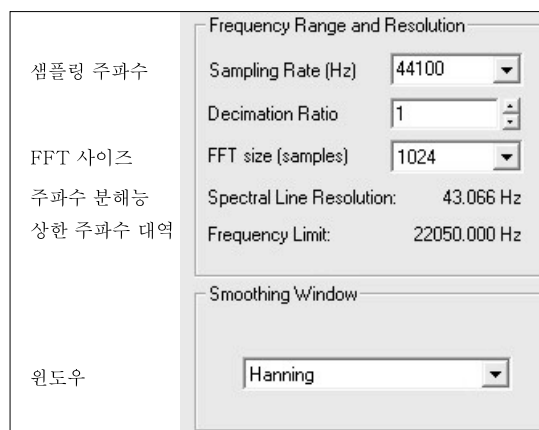 Frequency Range and Resolution
샘플링 주파수 Sampling Rate (Hz) 44100
Decimation Ratio 1
FFT 사이즈 FFT size (samples) 1024
주파수 분해능 Spectral Line Resolution: 43.066 Hz
상한 주파수 대역 Frequency Limit: 22050.000 Hz
Smoothing Window
윈도우 Hanning